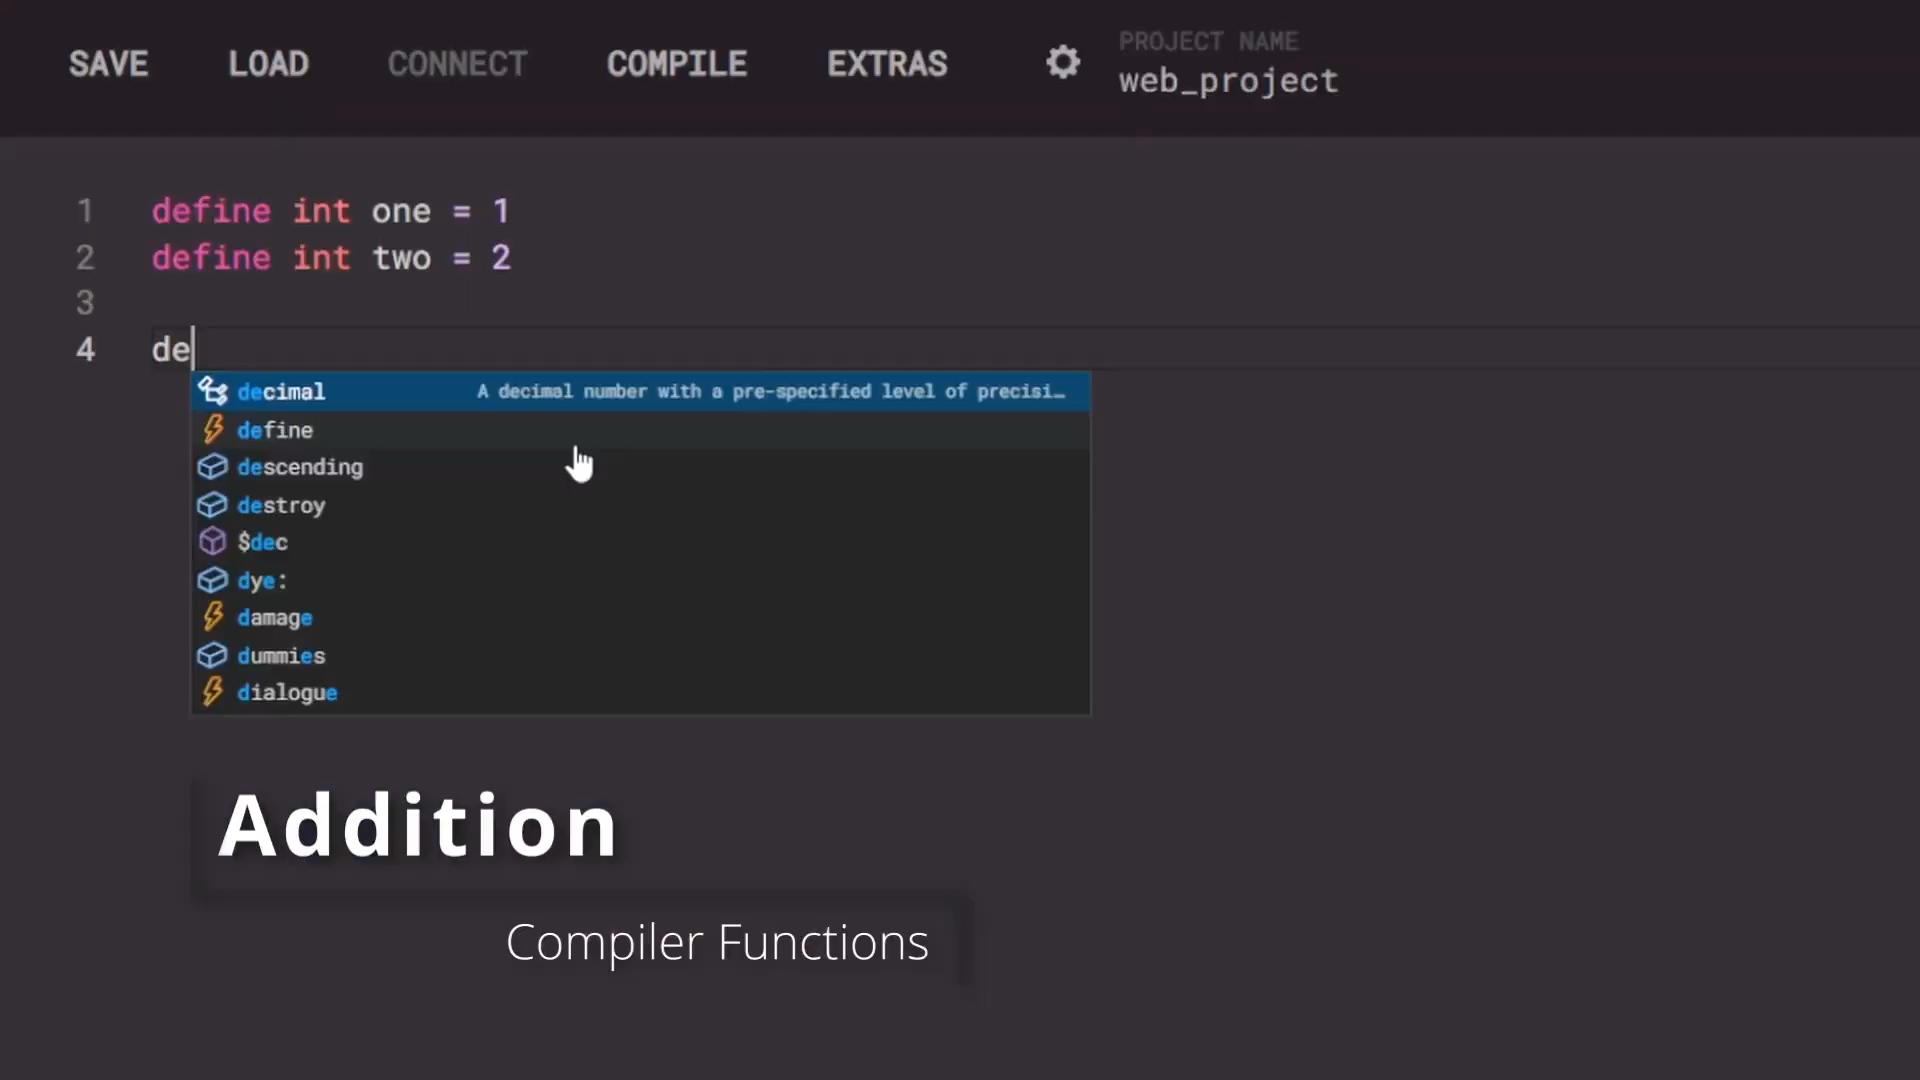 SAVE LOAD CONNECT COMPILE EXTRAS PROJECT NAME
web_project
1 define int one = 1
2 define int two = 2
3
4 de
decimal A decimal number with a pre-specified level of precisi…
define
descending
destroy
$dec
dye:
damage
dummies
dialogue
Addition
Compiler Functions